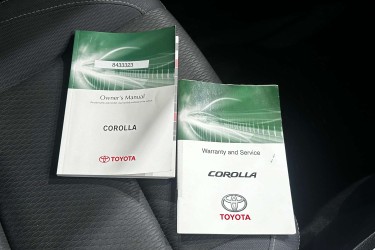 8433323
Owner's Manual
COROLLA
TOYOTA
Warranty and Service
COROLLA
TOYOTA